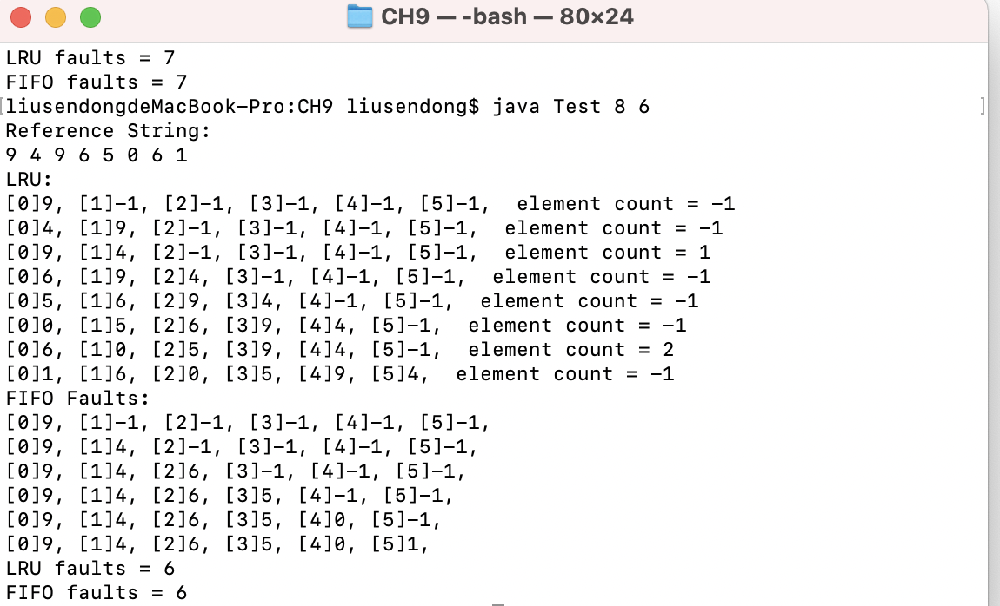 CH9 — -bash — 80×24
LRU faults = 7
FIFO faults = 7
[liusendongdeMacBook-Pro:CH9 liusendong$ java Test 8 6 ]
Reference String:
9 4 9 6 5 0 6 1
LRU:
[0]9, [1]-1, [2]-1, [3]-1, [4]-1, [5]-1,  element count = -1
[0]4, [1]9, [2]-1, [3]-1, [4]-1, [5]-1,  element count = -1
[0]9, [1]4, [2]-1, [3]-1, [4]-1, [5]-1,  element count = 1
[0]6, [1]9, [2]4, [3]-1, [4]-1, [5]-1,  element count = -1
[0]5, [1]6, [2]9, [3]4, [4]-1, [5]-1,  element count = -1
[0]0, [1]5, [2]6, [3]9, [4]4, [5]-1,  element count = -1
[0]6, [1]0, [2]5, [3]9, [4]4, [5]-1,  element count = 2
[0]1, [1]6, [2]0, [3]5, [4]9, [5]4,  element count = -1
FIFO Faults:
[0]9, [1]-1, [2]-1, [3]-1, [4]-1, [5]-1,
[0]9, [1]4, [2]-1, [3]-1, [4]-1, [5]-1,
[0]9, [1]4, [2]6, [3]-1, [4]-1, [5]-1,
[0]9, [1]4, [2]6, [3]5, [4]-1, [5]-1,
[0]9, [1]4, [2]6, [3]5, [4]0, [5]-1,
[0]9, [1]4, [2]6, [3]5, [4]0, [5]1,
LRU faults = 6
FIFO faults = 6